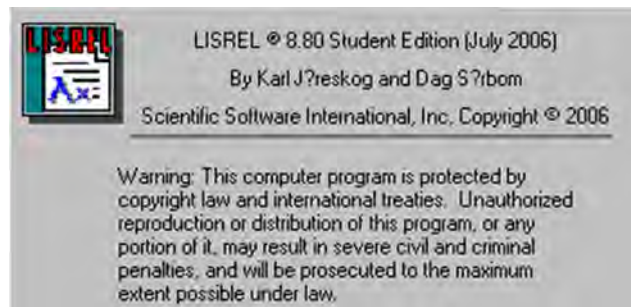 LISREL
LISREL ® 8.80 Student Edition (July 2006)
By Karl J?reskog and Dag S?rbom
Scientific Software International, Inc, Copyright © 2006
Λx=
Warning: This computer program is protected by
copyright law and international treaties. Unauthorized
reproduction or distribution of this program, or any
portion of it, may result in severe civil and criminal
penalties, and will be prosecuted to the maximum
extent possible under law.